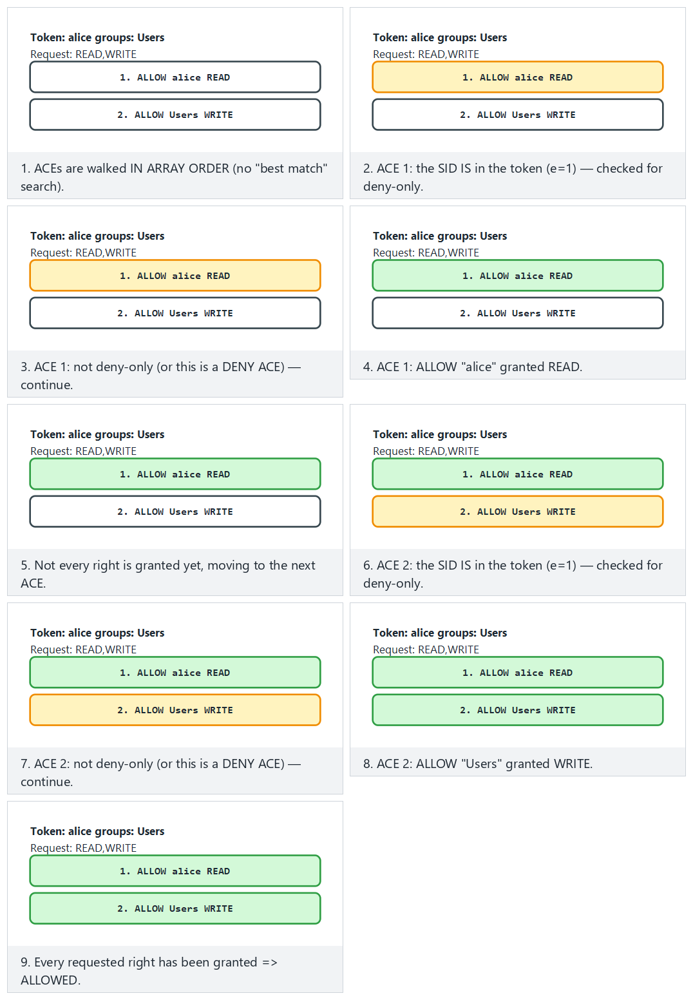 Token: alice groups: Users
Request: READ,WRITE
1. ALLOW alice READ
2. ALLOW Users WRITE
1. ACEs are walked IN ARRAY ORDER (no "best match"
search).
Token: alice groups: Users
Request: READ,WRITE
1. ALLOW alice READ
2. ALLOW Users WRITE
2. ACE 1: the SID IS in the token (e=1) — checked for
deny-only.
Token: alice groups: Users
Request: READ,WRITE
1. ALLOW alice READ
2. ALLOW Users WRITE
3. ACE 1: not deny-only (or this is a DENY ACE) —
continue.
Token: alice groups: Users
Request: READ,WRITE
1. ALLOW alice READ
2. ALLOW Users WRITE
4. ACE 1: ALLOW "alice" granted READ.
Token: alice groups: Users
Request: READ,WRITE
1. ALLOW alice READ
2. ALLOW Users WRITE
5. Not every right is granted yet, moving to the next
ACE.
Token: alice groups: Users
Request: READ,WRITE
1. ALLOW alice READ
2. ALLOW Users WRITE
6. ACE 2: the SID IS in the token (e=1) — checked for
deny-only.
Token: alice groups: Users
Request: READ,WRITE
1. ALLOW alice READ
2. ALLOW Users WRITE
7. ACE 2: not deny-only (or this is a DENY ACE) —
continue.
Token: alice groups: Users
Request: READ,WRITE
1. ALLOW alice READ
2. ALLOW Users WRITE
8. ACE 2: ALLOW "Users" granted WRITE.
Token: alice groups: Users
Request: READ,WRITE
1. ALLOW alice READ
2. ALLOW Users WRITE
9. Every requested right has been granted =>
ALLOWED.